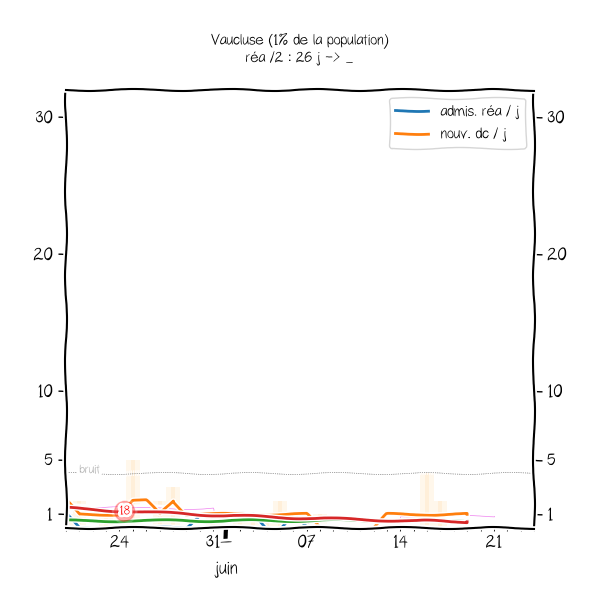 Vaucluse (1% de la population)
réa /2 : 26 j -> _
admis. réa / j
nouv. dc / j
30 30
20 20
10 10
5 5
bruit
18
1 1
24 31 07 14 21
juin